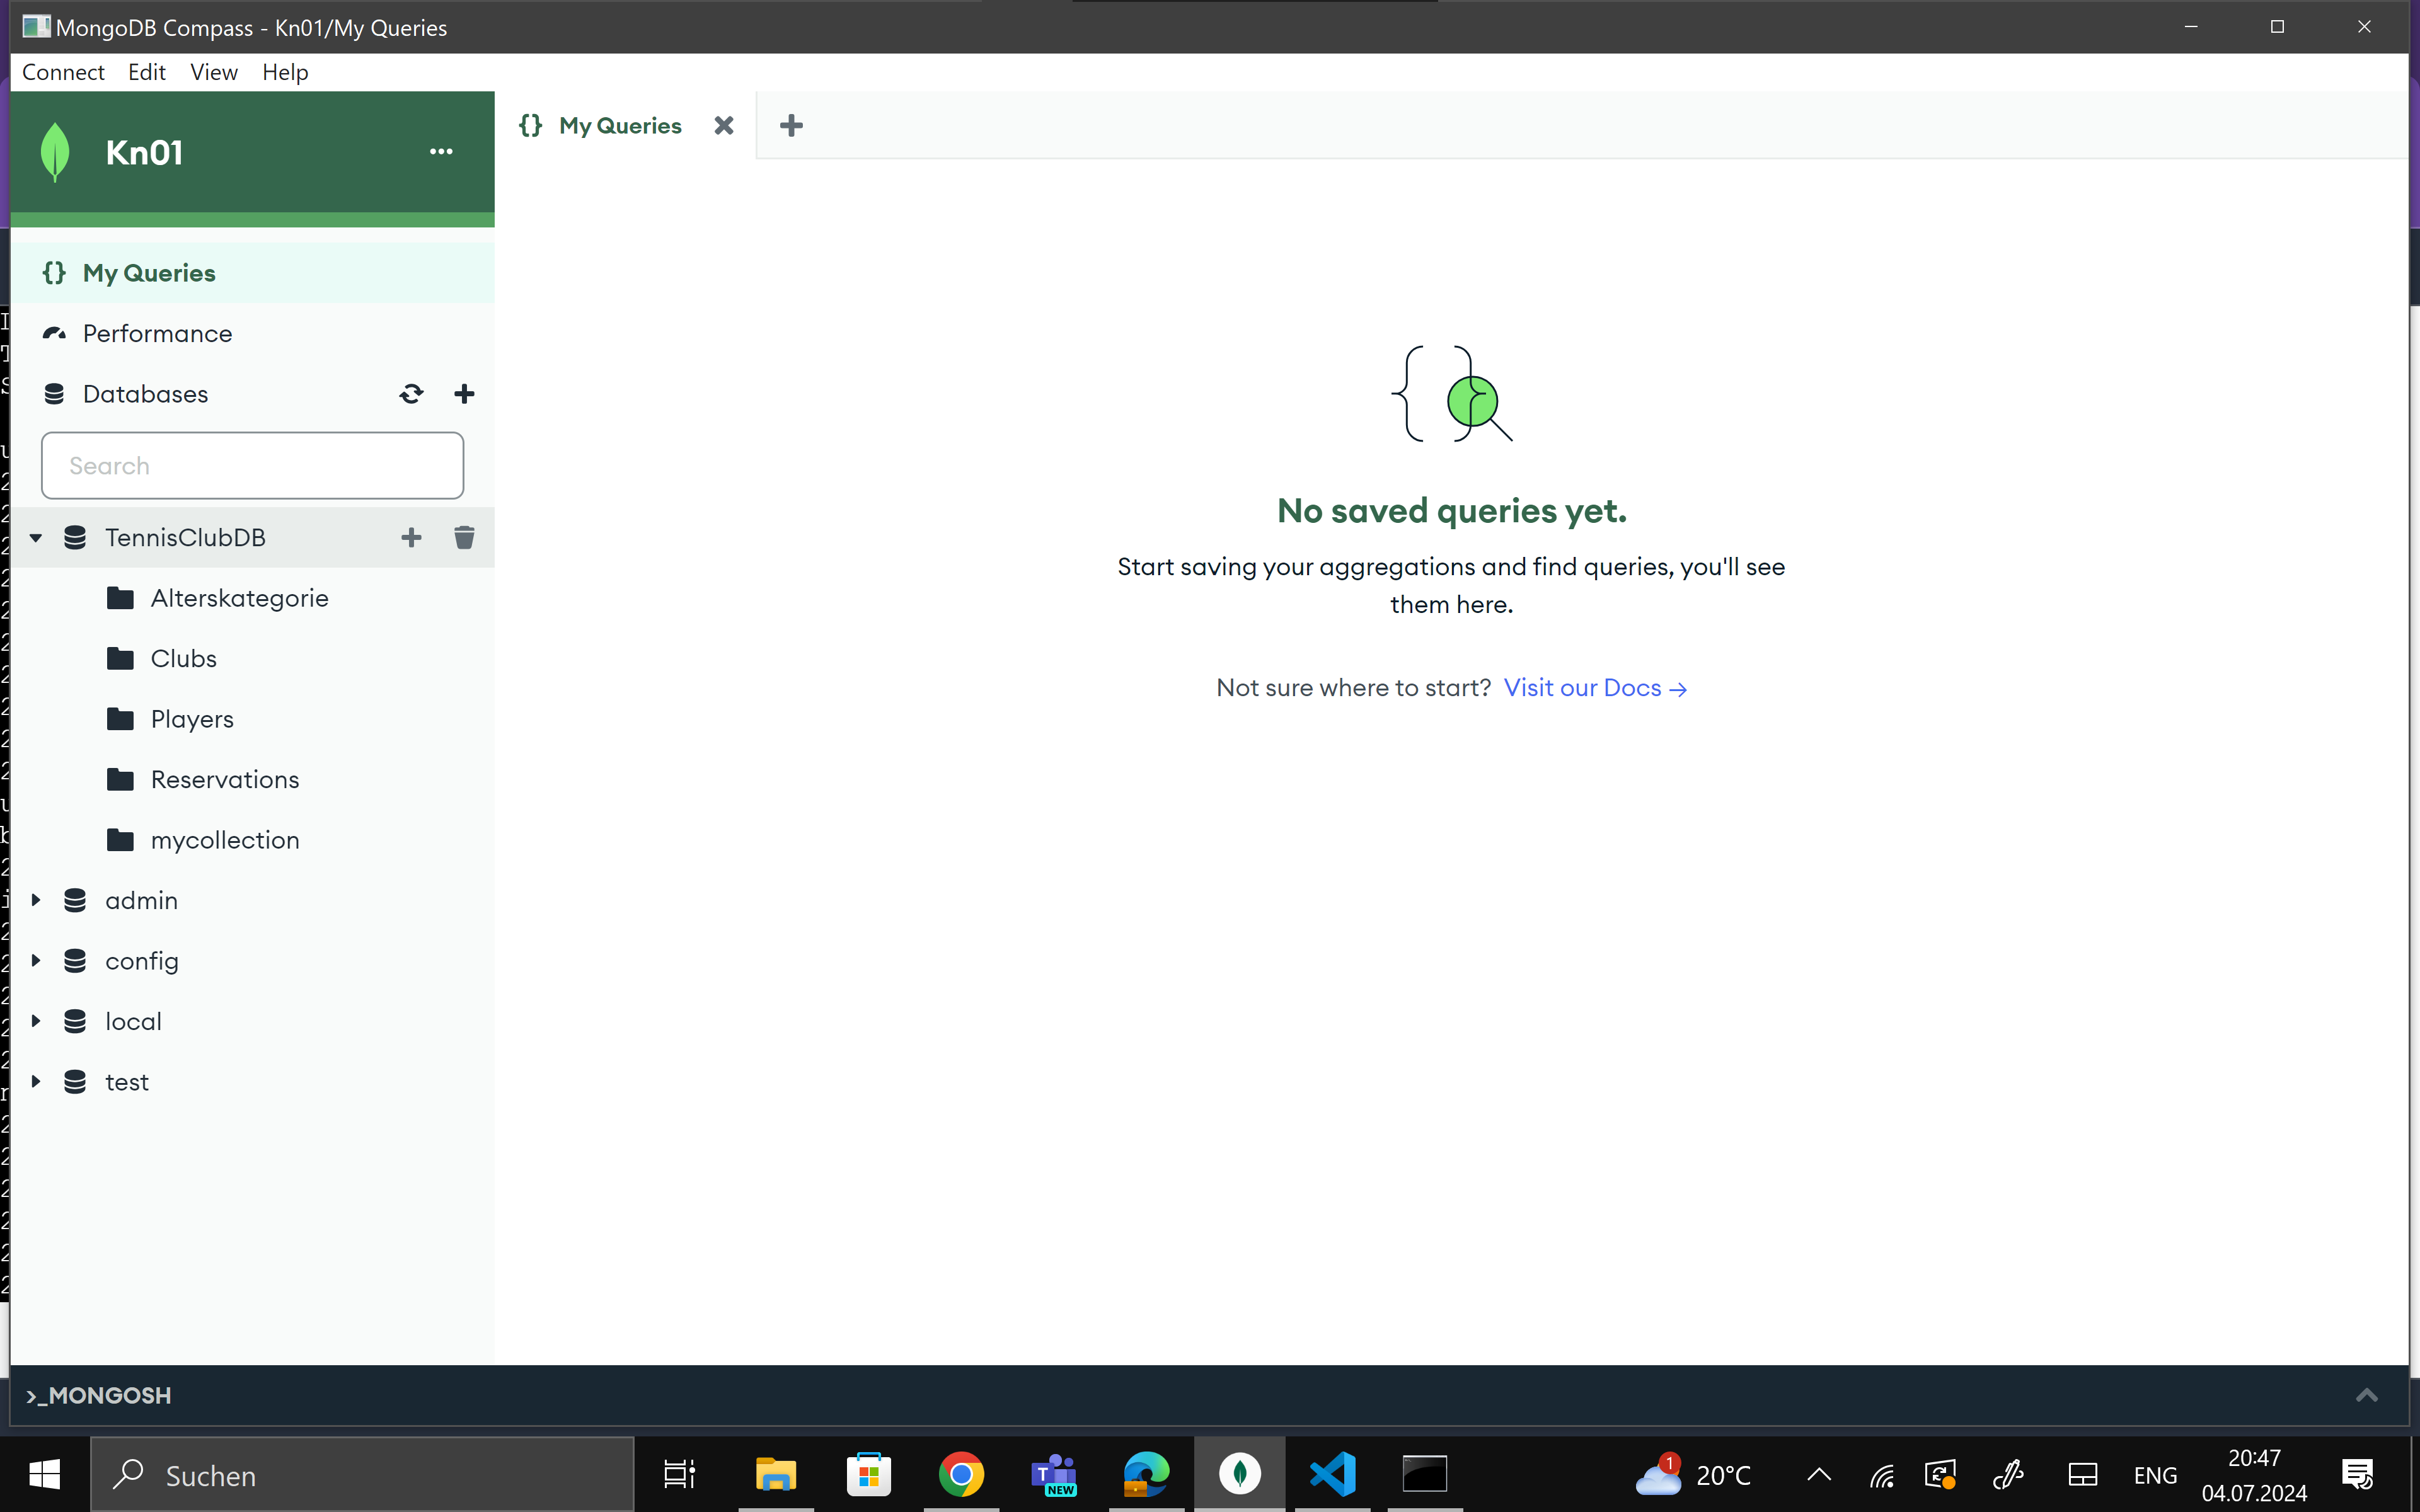 MongoDB Compass - Kn01/My Queries
Connect Edit View Help
Kn01
My Queries
My Queries
Performance
Databases
Search
TennisClubDB
Alterskategorie
Clubs
Players
Reservations
mycollection
admin
config
local
test
No saved queries yet.
Start saving your aggregations and find queries, you'll see
them here.
Not sure where to start? Visit our Docs →
>_MONGOSH
Suchen
T
NEW
1
20°C
ENG
20:47
04.07.2024